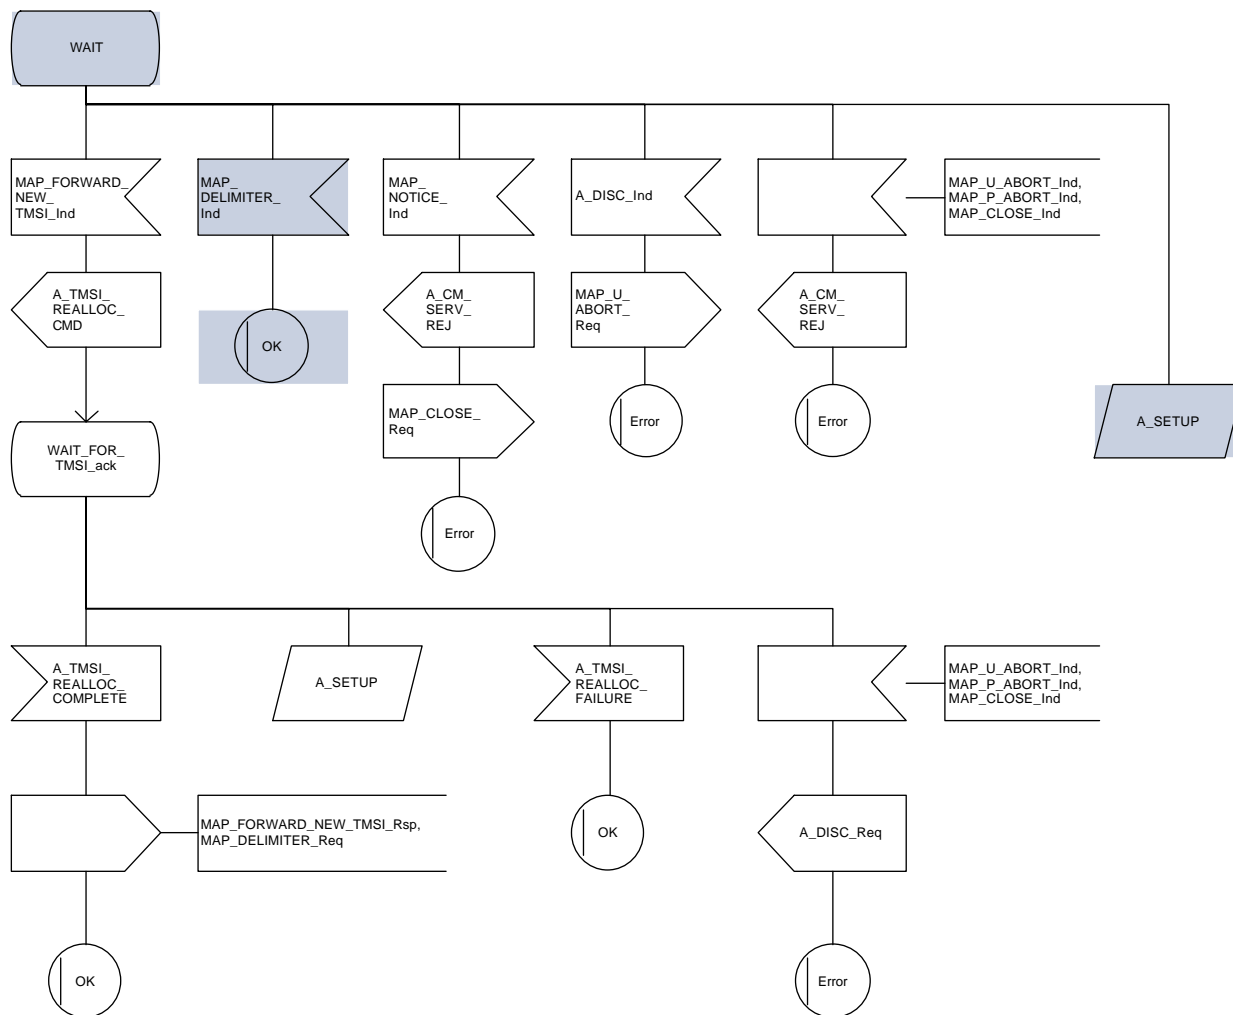 WAIT
MAP_FORWARD_
NEW_
TMSI_Ind
MAP_
DELIMITER_
Ind
MAP_
NOTICE_
Ind
A_DISC_Ind
MAP_U_ABORT_Ind,
MAP_P_ABORT_Ind,
MAP_CLOSE_Ind
A_TMSI_
REALLOC_
CMD
OK
A_CM_
SERV_
REJ
MAP_U_
ABORT_
Req
A_CM_
SERV_
REJ
MAP_CLOSE_
Req
Error
Error
A_SETUP
WAIT_FOR_
TMSI_ack
Error
A_TMSI_
REALLOC_
COMPLETE
A_SETUP
A_TMSI_
REALLOC_
FAILURE
MAP_U_ABORT_Ind,
MAP_P_ABORT_Ind,
MAP_CLOSE_Ind
MAP_FORWARD_NEW_TMSI_Rsp,
MAP_DELIMITER_Req
OK
A_DISC_Req
OK
Error